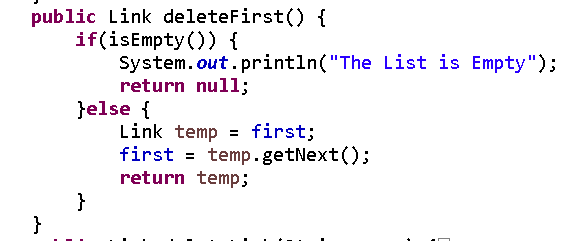 public Link deleteFirst() {
if(isEmpty()) {
System.out.println("The List is Empty");
return null;
}else {
Link temp = first;
first = temp.getNext();
return temp;
}
}